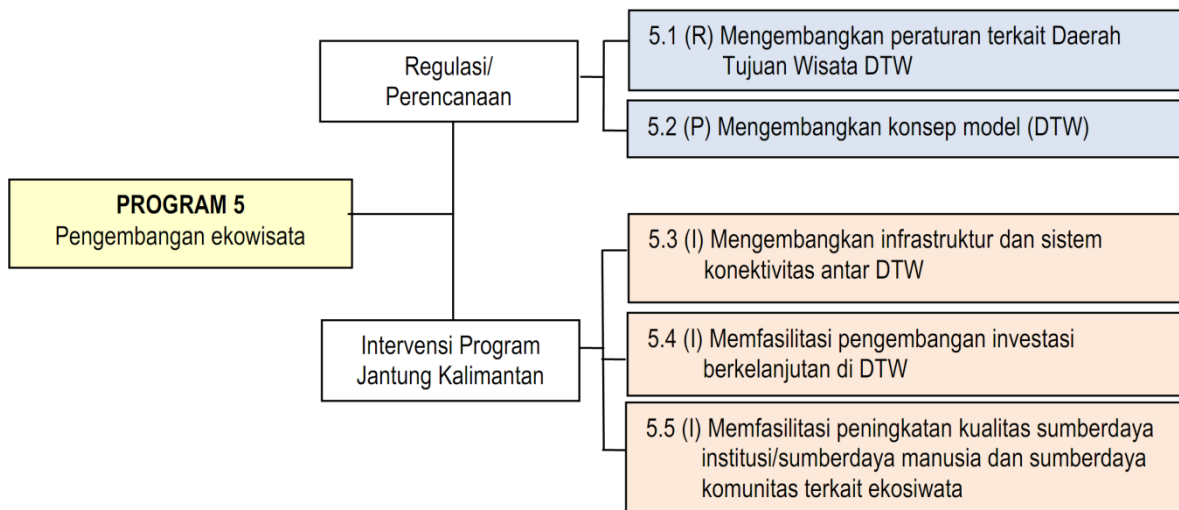 PROGRAM 5
Pengembangan ekowisata
Regulasi/
Perencanaan
5.1 (R) Mengembangkan peraturan terkait Daerah
Tujuan Wisata DTW
5.2 (P) Mengembangkan konsep model (DTW)
Intervensi Program
Jantung Kalimantan
5.3 (I) Mengembangkan infrastruktur dan sistem
konektivitas antar DTW
5.4 (I) Memfasilitasi pengembangan investasi
berkelanjutan di DTW
5.5 (I) Memfasilitasi peningkatan kualitas sumberdaya
institusi/sumberdaya manusia dan sumberdaya
komunitas terkait ekosiwata